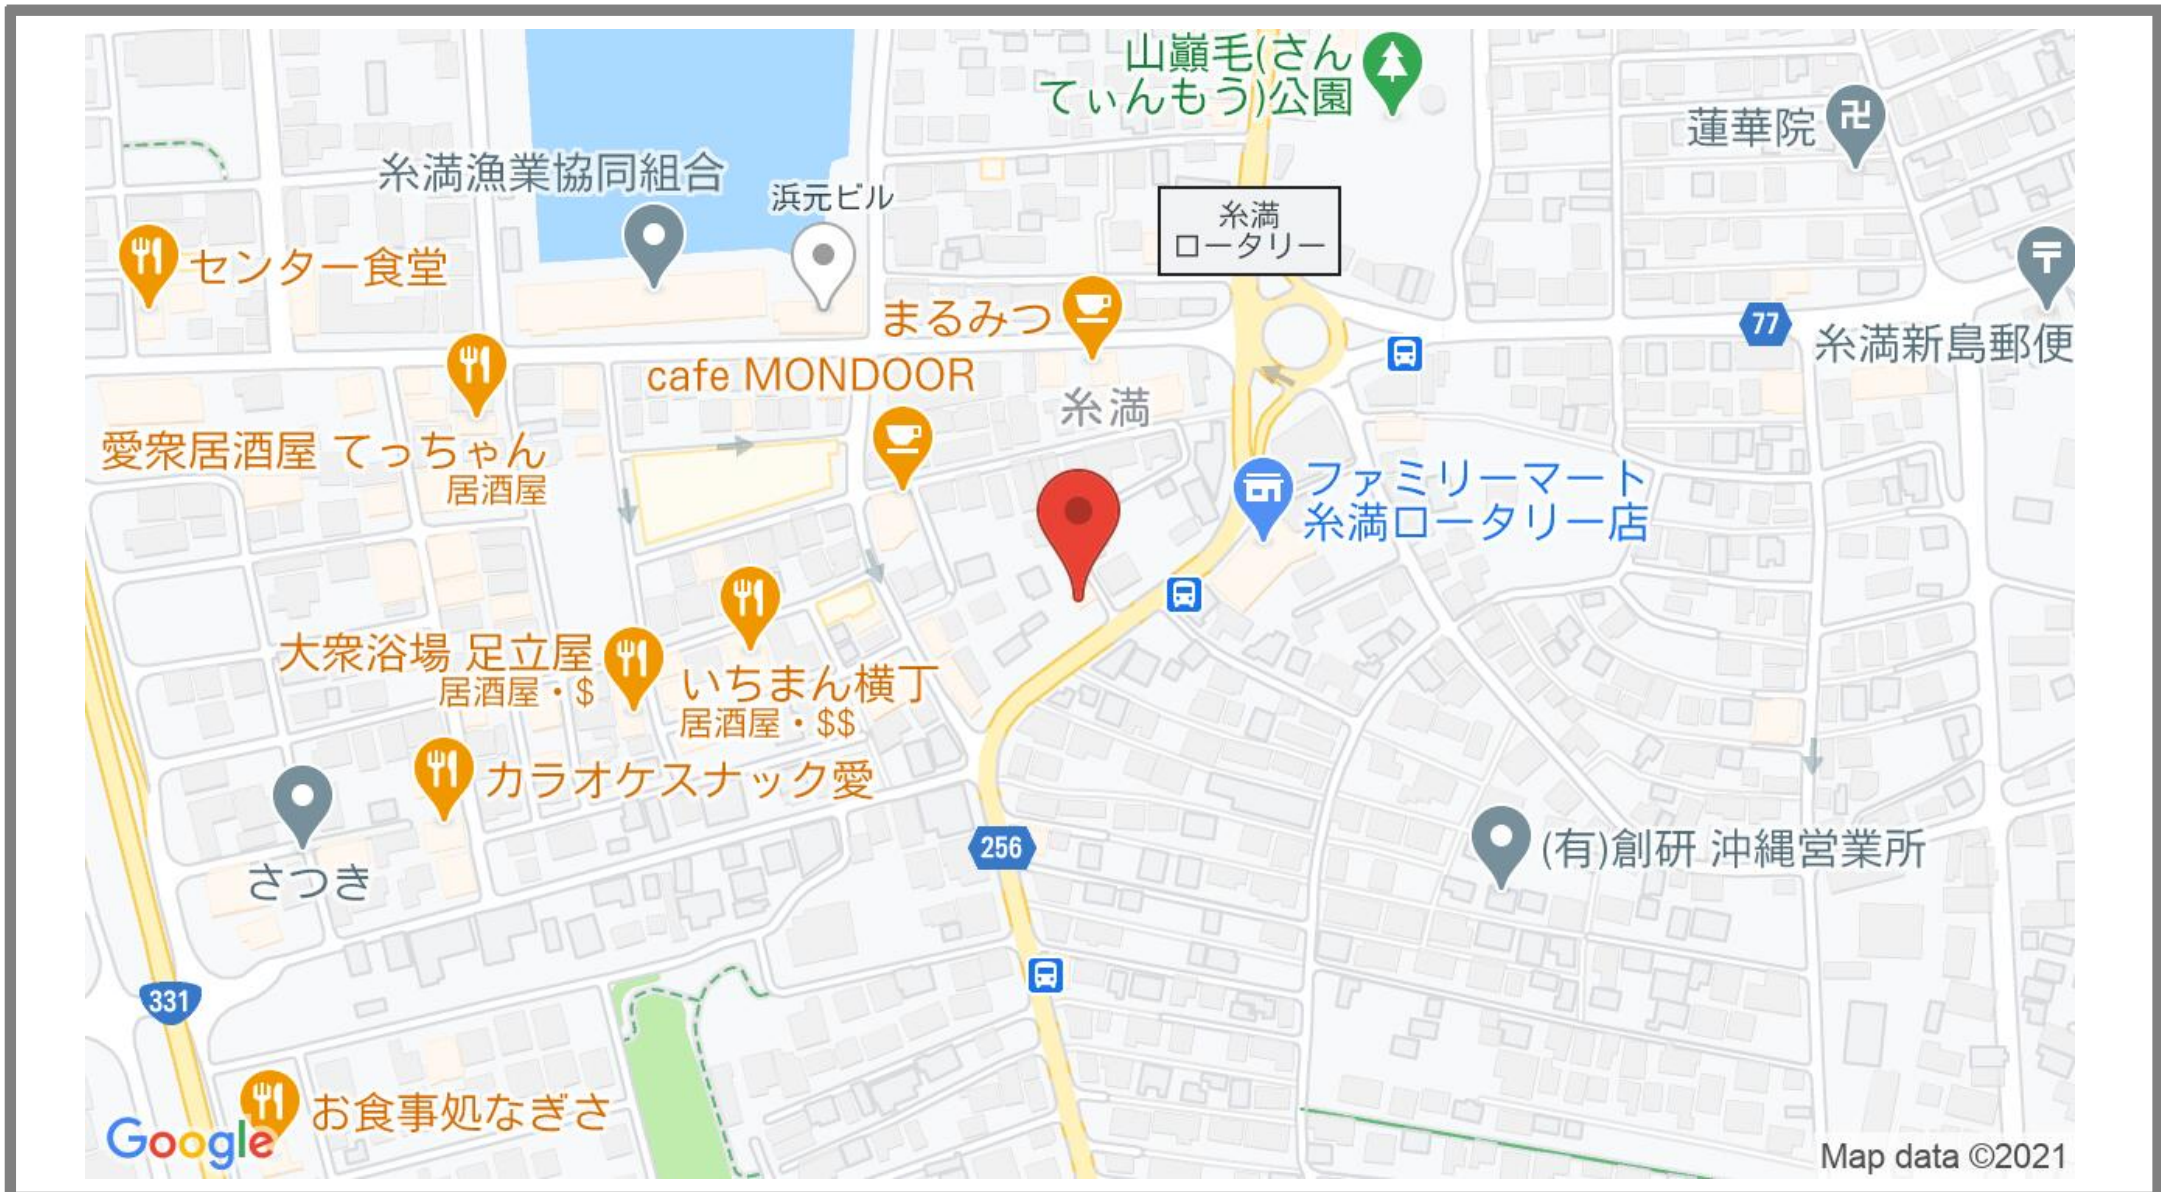 山巓毛(さん
てぃんもう)公園
蓮華院
糸満漁業協同組合
浜元ビル
糸満
ロータリー
センター食堂
まるみつ
77
糸満新島郵便
cafe MONDOOR
糸満
愛衆居酒屋 てっちゃん
居酒屋
ファミリーマート
糸満ロータリー店
大衆浴場 足立屋
居酒屋・$
いちまん横丁
居酒屋・$$
カラオケスナック愛
さつき
256
(有)創研 沖縄営業所
331
お食事処なぎさ
Google
Map data ©2021